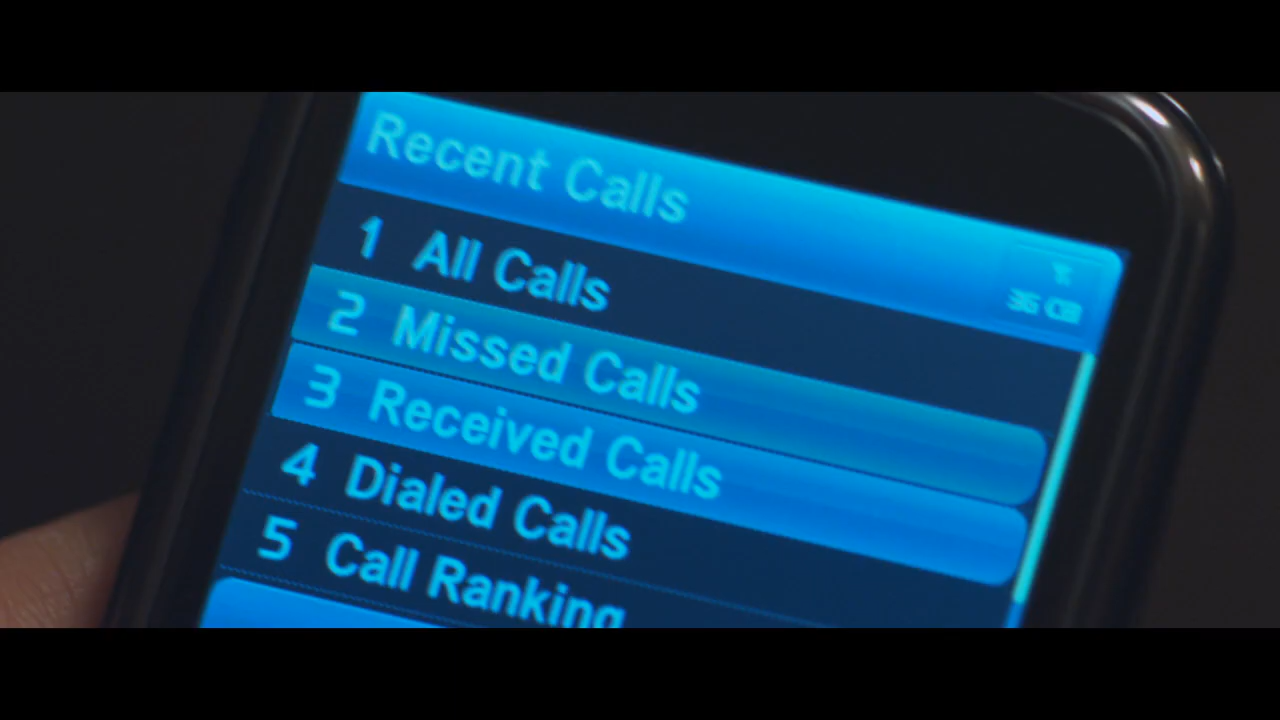 Recent Calls
3G
1 All Calls
2 Missed Calls
3 Received Calls
4 Dialed Calls
5 Call Ranking